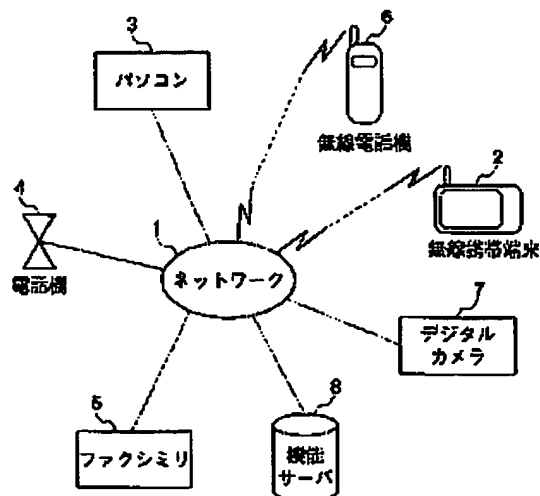 3
パソコン
6
無線電話機
2
無線携帯端末
4
電話機
1
ネットワーク
7
デジタル
カメラ
5
ファクシミリ
8
機能
サーバ